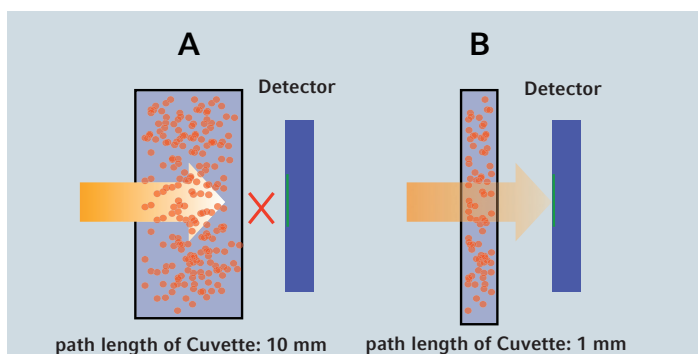 A
B
Detector
Detector
path length of Cuvette: 10 mm
path length of Cuvette: 1 mm